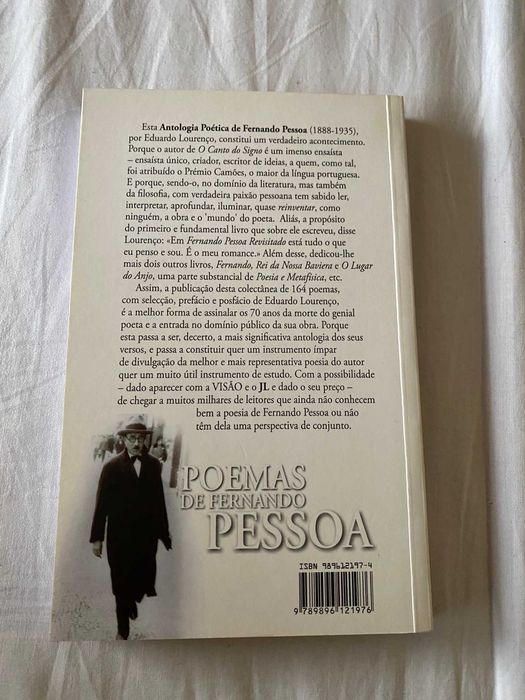 Esta Antologia Poética de Fernando Pessoa (1888-1935),
por Eduardo Lourenço, constitui um verdadeiro acontecimento.
Porque o autor de O Canto do Signo é um imenso ensaísta
– ensaísta único, criador, escritor de ideias, a quem, como tal,
foi atribuído o Prémio Camões, o maior da língua portuguesa.
E porque, sendo-o, no domínio da literatura, mas também
da filosofia, com verdadeira paixão pessoana tem sabido ler,
interpretar, aprofundar, iluminar, quase reinventar, como
ninguém, a obra e o 'mundo' do poeta. Aliás, a propósito
do primeiro e fundamental livro que sobre ele escreveu, disse
Lourenço: «Em Fernando Pessoa Revisitado está tudo o que
eu penso e sou. É o meu romance.» Além desse, dedicou-lhe
mais dois outros livros, Fernando, Rei da Nossa Baviera e O Lugar
do Anjo, uma parte substancial de Poesia e Metafísica, etc.
Assim, a publicação desta colectânea de 164 poemas,
com selecção, prefácio e posfácio de Eduardo Lourenço,
é a melhor forma de assinalar os 70 anos da morte do genial
poeta e a entrada no domínio público da sua obra. Porque
esta passa a ser, decerto, a mais significativa antologia dos seus
versos, e passa a constituir quer um instrumento ímpar
de divulgação da melhor e mais representativa poesia do autor
quer um muito útil instrumento de estudo. Com a possibilidade
– dado aparecer com a VISÃO e o JL e dado o seu preço –
de chegar a muitos milhares de leitores que ainda não conhecem
bem a poesia de Fernando Pessoa ou não
têm dela uma perspectiva de conjunto.
POEMAS
DE FERNANDO
PESSOA
ISBN 989612197-4
9 789896 121976